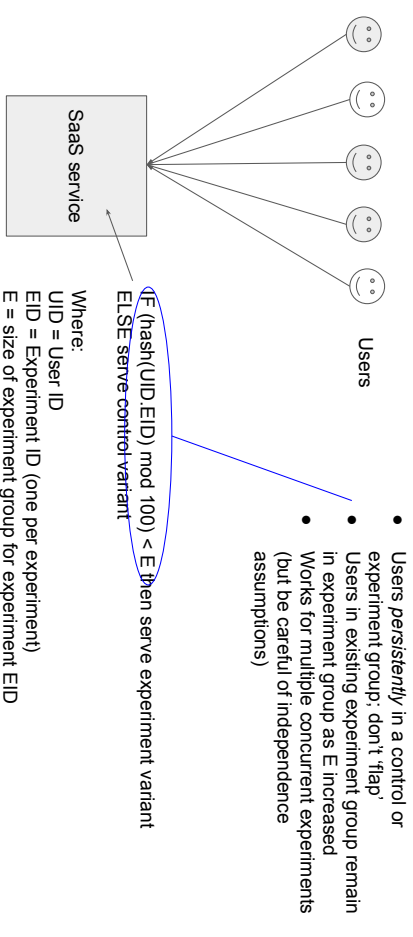 Users
● Users persistently in a control or
experiment group; don't 'flap'
● Users in existing experiment group remain
in experiment group as E increased
● Works for multiple concurrent experiments
(but be careful of independence
assumptions)
SaaS service
IF (hash(UID.EID) mod 100) < E then serve experiment variant
ELSE serve control variant
Where:
UID = User ID
EID = Experiment ID (one per experiment)
E = size of experiment group for experiment EID